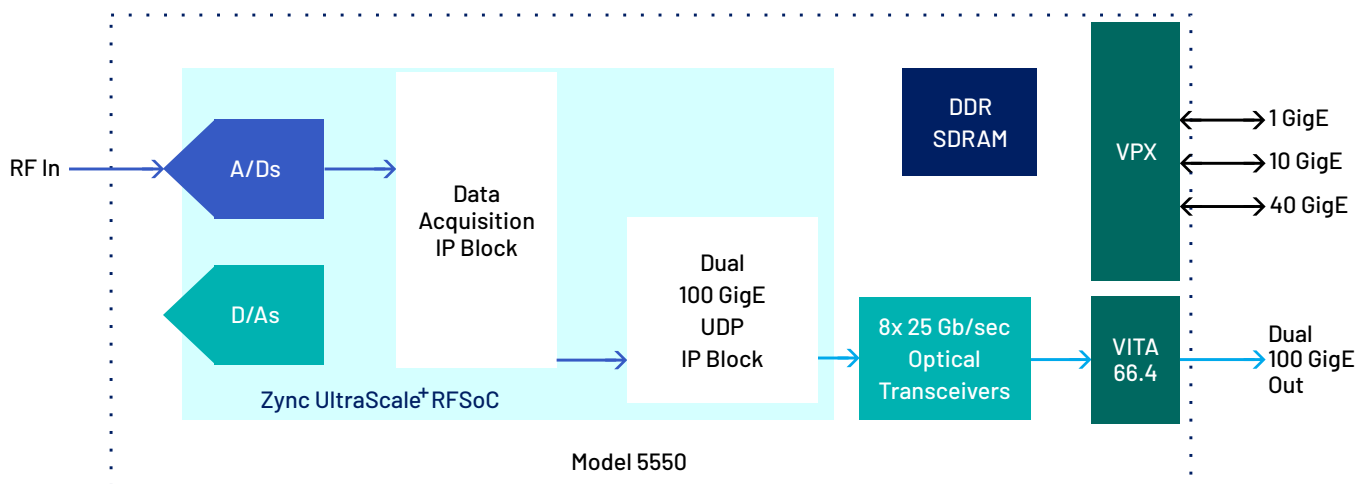 RF In
A/Ds
D/As
Data
Acquisition
IP Block
Dual
100 GigE
UDP
IP Block
Zync UltraScale+ RFSoC
DDR
SDRAM
8x 25 Gb/sec
Optical
Transceivers
VPX
VITA
66.4
1 GigE
10 GigE
40 GigE
Dual
100 GigE
Out
Model 5550